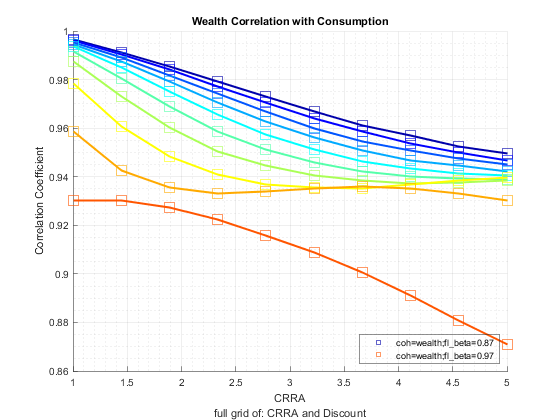 Wealth Correlation with Consumption
1
0.98
0.96
0.94
0.92
0.9
0.88
0.86
Correlation Coefficient
1
1.5
2
2.5
3
3.5
4
4.5
5
coh=wealth;fl_beta=0.87
coh=wealth;fl_beta=0.97
CRRA
full grid of: CRRA and Discount